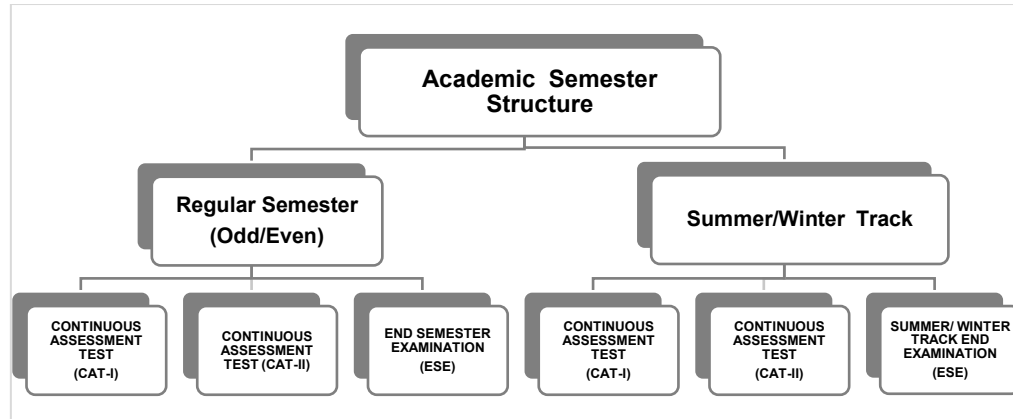 Academic Semester
Structure
Regular Semester
(Odd/Even)
Summer/Winter Track
CONTINUOUS
ASSESSMENT
TEST
(CAT-I)
CONTINUOUS
ASSESSMENT
TEST (CAT-II)
END SEMESTER
EXAMINATION
(ESE)
CONTINUOUS
ASSESSMENT
TEST
(CAT-I)
CONTINUOUS
ASSESSMENT
TEST
(CAT-II)
SUMMER/ WINTER
TRACK END
EXAMINATION
(ESE)